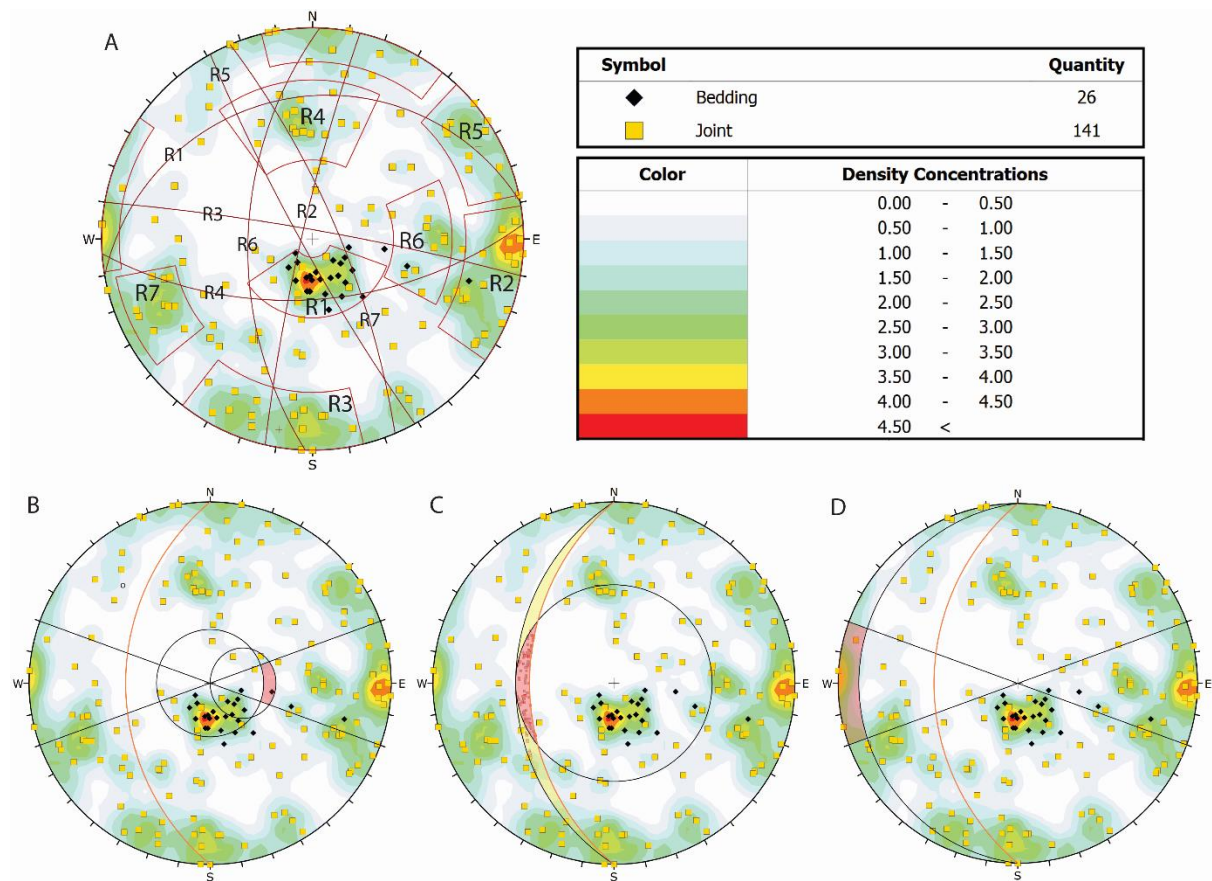 A
N
R5
R4
R5
R1
R3
R2
W
E
R6
R6
R2
R7
R4
R1
R7
R3
S
Symbol Quantity
Bedding 26
Joint 141
Color Density Concentrations
0.00 - 0.50
0.50 - 1.00
1.00 - 1.50
1.50 - 2.00
2.00 - 2.50
2.50 - 3.00
3.00 - 3.50
3.50 - 4.00
4.00 - 4.50
4.50 <
B
N
W
E
S
C
N
W
E
S
D
N
W
E
S